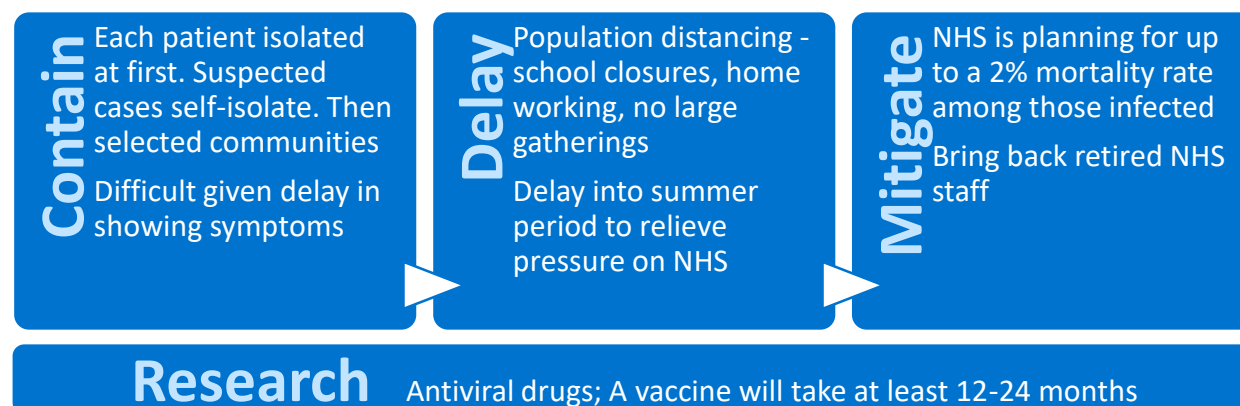 Contain
Each patient isolated
at first. Suspected
cases self-isolate. Then
selected communities
Difficult given delay in
showing symptoms
Delay
Population distancing -
school closures, home
working, no large
gatherings
Delay into summer
period to relieve
pressure on NHS
Mitigate
NHS is planning for up
to a 2% mortality rate
among those infected
Bring back retired NHS
staff
Research Antiviral drugs; A vaccine will take at least 12-24 months